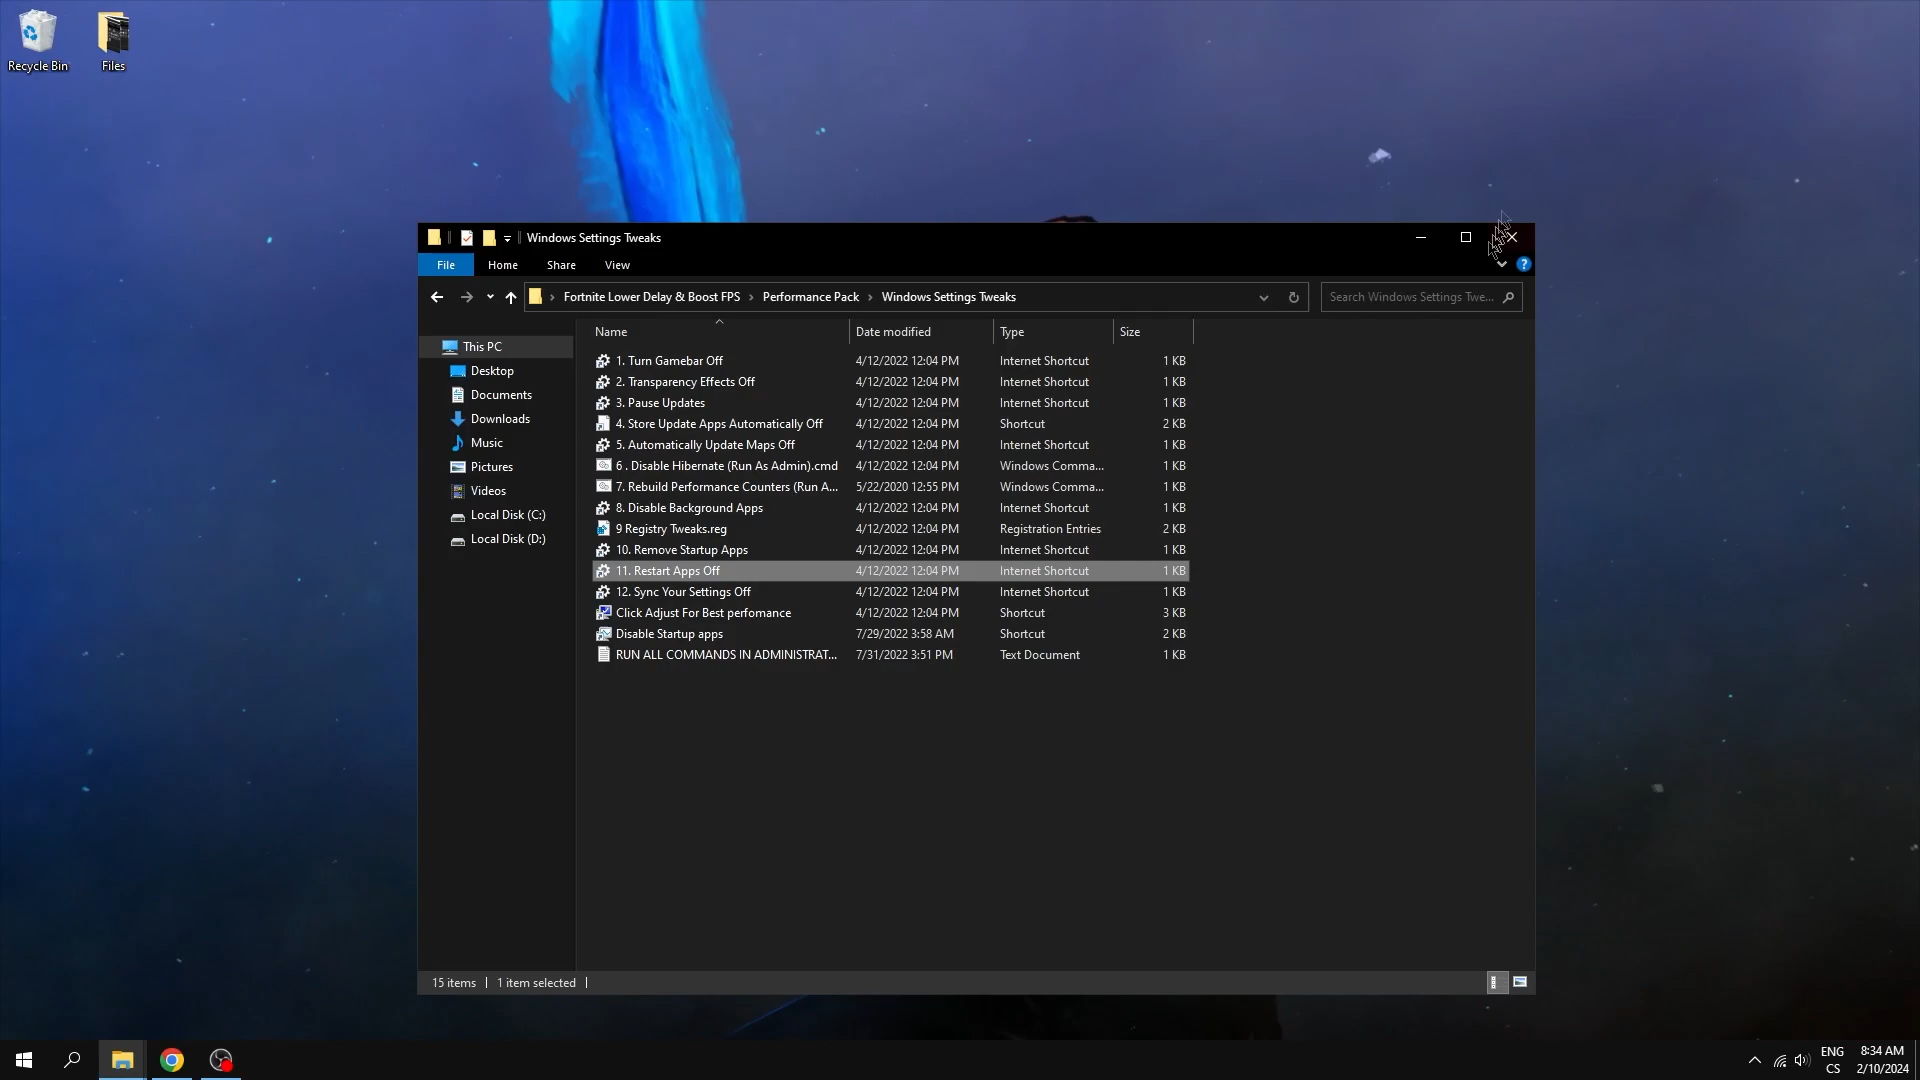 Recycle Bin
Files
Windows Settings Tweaks
File
Home
Share
View
Fortnite Lower Delay & Boost FPS
Performance Pack
Windows Settings Tweaks
Search Windows Settings Twe...
Name
Date modified
Type
Size
This PC
Desktop
Documents
Downloads
Music
Pictures
Videos
Local Disk (C:)
Local Disk (D:)
1. Turn Gamebar Off 4/12/2022 12:04 PM Internet Shortcut 1 KB
2. Transparency Effects Off 4/12/2022 12:04 PM Internet Shortcut 1 KB
3. Pause Updates 4/12/2022 12:04 PM Internet Shortcut 1 KB
4. Store Update Apps Automatically Off 4/12/2022 12:04 PM Shortcut 2 KB
5. Automatically Update Maps Off 4/12/2022 12:04 PM Internet Shortcut 1 KB
6 . Disable Hibernate (Run As Admin).cmd 4/12/2022 12:04 PM Windows Comma... 1 KB
7. Rebuild Performance Counters (Run A... 5/22/2020 12:55 PM Windows Comma... 1 KB
8. Disable Background Apps 4/12/2022 12:04 PM Internet Shortcut 1 KB
9 Registry Tweaks.reg 4/12/2022 12:04 PM Registration Entries 2 KB
10. Remove Startup Apps 4/12/2022 12:04 PM Internet Shortcut 1 KB
11. Restart Apps Off 4/12/2022 12:04 PM Internet Shortcut 1 KB
12. Sync Your Settings Off 4/12/2022 12:04 PM Internet Shortcut 1 KB
Click Adjust For Best perfomance 4/12/2022 12:04 PM Shortcut 3 KB
Disable Startup apps 7/29/2022 3:58 AM Shortcut 2 KB
RUN ALL COMMANDS IN ADMINISTRAT... 7/31/2022 3:51 PM Text Document 1 KB
15 items
1 item selected
ENG
CS
8:34 AM
2/10/2024